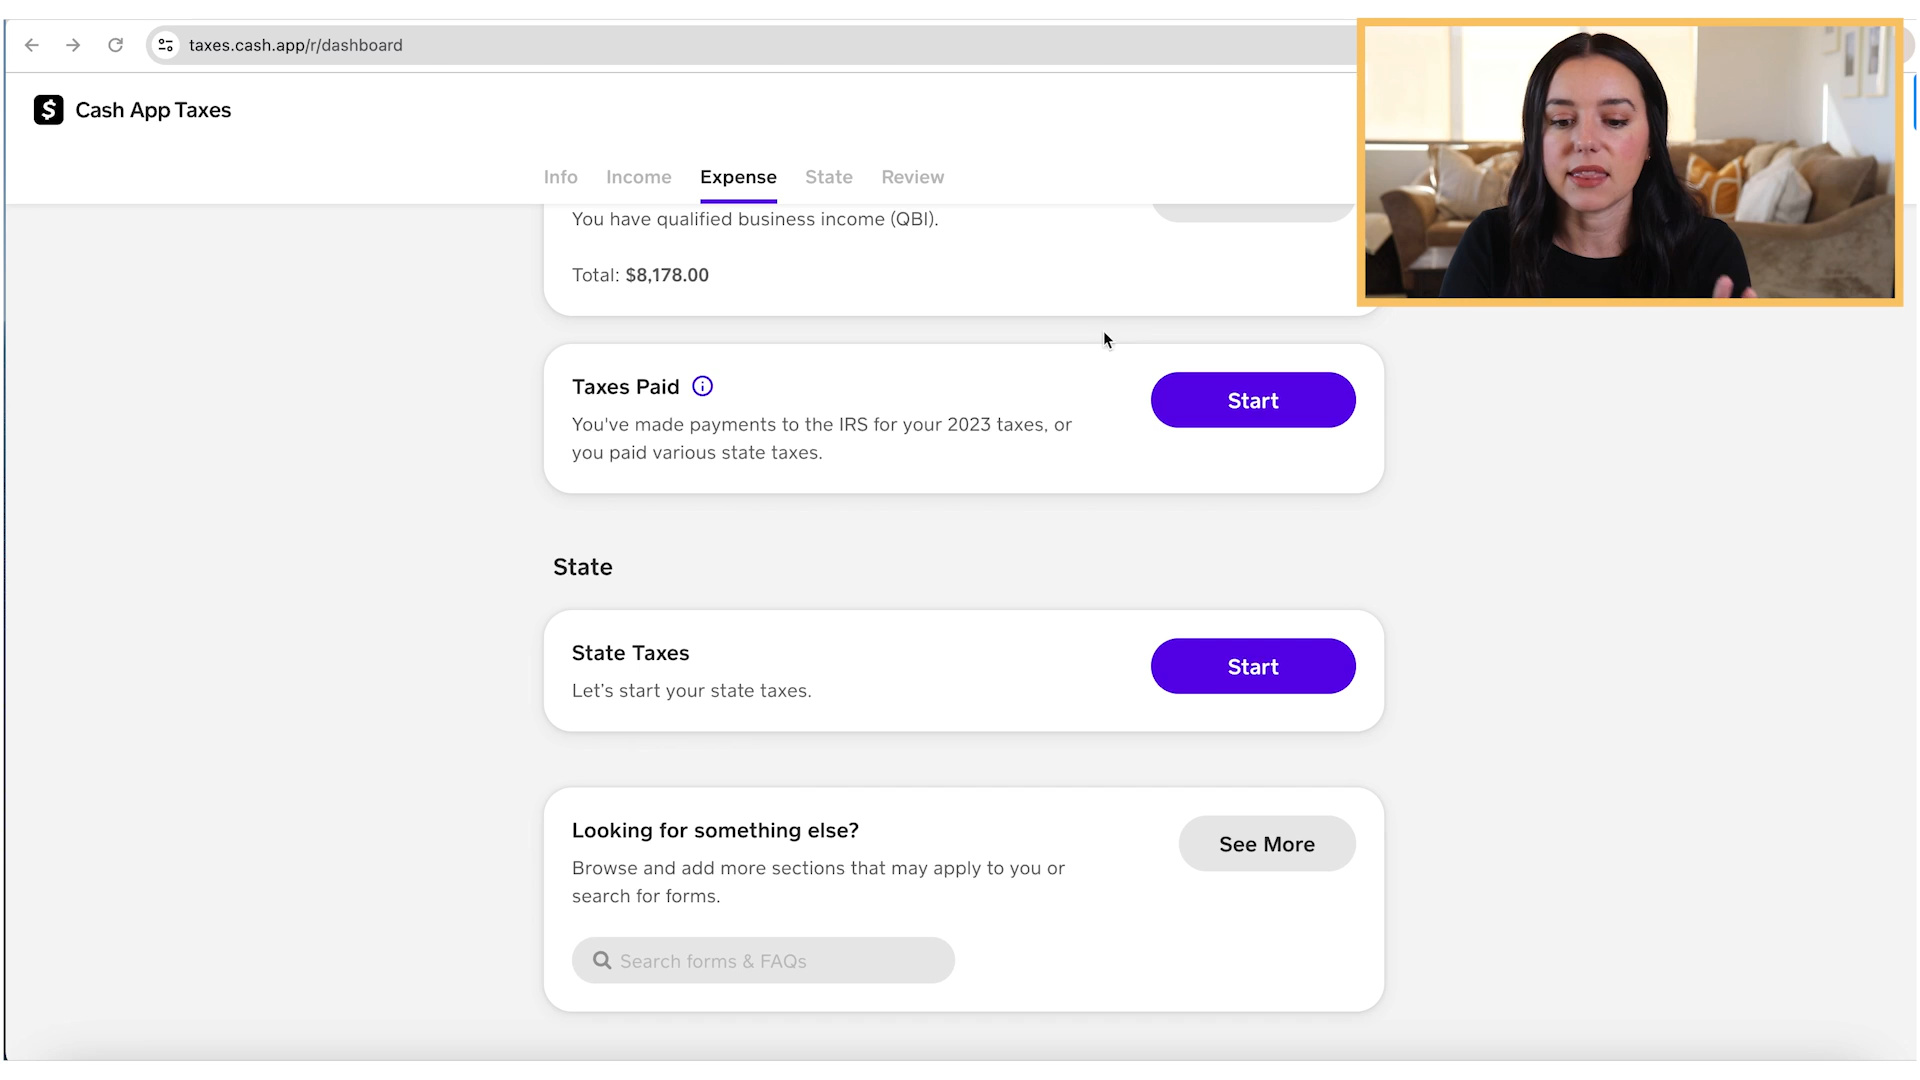 taxes.cash.app/r/dashboard
$ Cash App Taxes
Info Income Expense State Review
You have qualified business income (QBI).
Total: $8,178.00
Taxes Paid
Start
You've made payments to the IRS for your 2023 taxes, or
you paid various state taxes.
State
State Taxes
Start
Let's start your state taxes.
Looking for something else?
See More
Browse and add more sections that may apply to you or
search for forms.
Search forms & FAQs